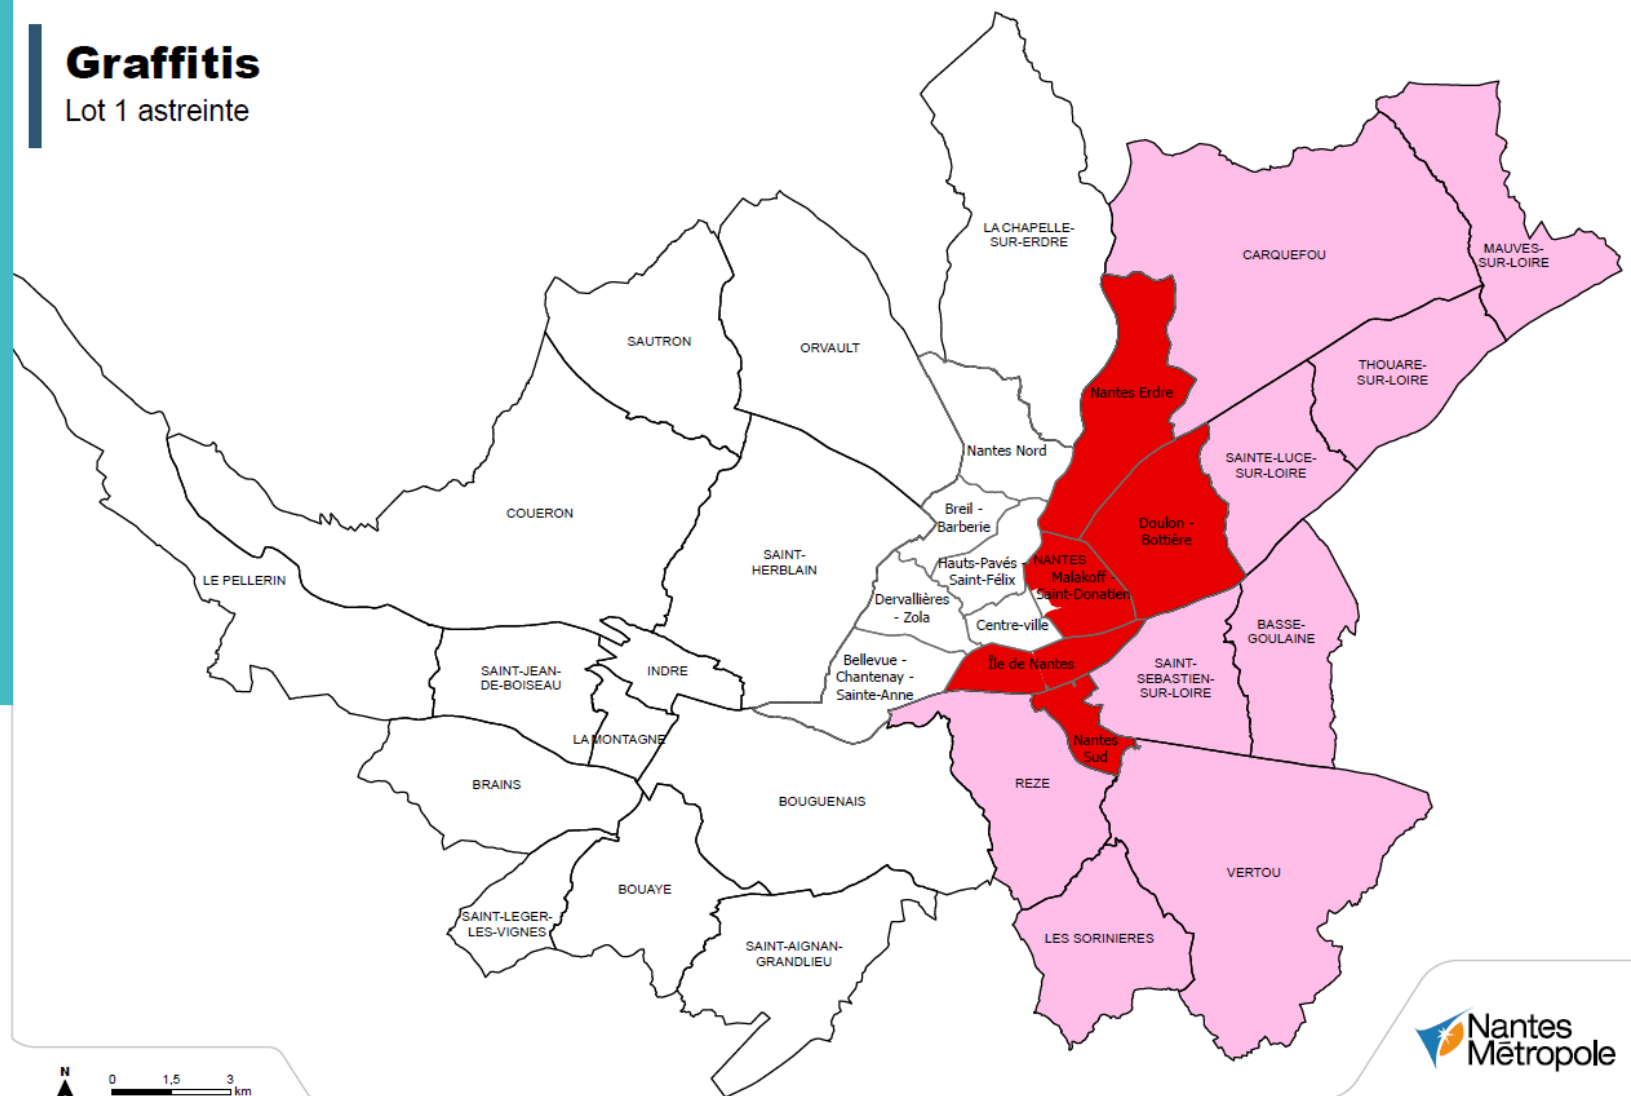 Graffitis
Lot 1 astreinte
LA CHAPELLE-
SUR-ERDRE
CARQUEFOU
MAUVES-
SUR-LOIRE
SAUTRON
ORVAULT
THOUARE-
SUR-LOIRE
Nantes Erdre
Nantes Nord
SAINTE-LUCE-
SUR-LOIRE
COUERON
Breil -
Barberie
Doulon -
Bottière
SAINT-
HERBLAIN
Hauts-Pavés -
Saint-Félix
NANTES
Malakoff -
Saint-Donatien
LE PELLERIN
Dervallières
- Zola
Centre-ville
BASSE-
GOULAINE
SAINT-JEAN-
DE-BOISEAU
INDRE
Bellevue -
Chantenay -
Sainte-Anne
Île de Nantes
SAINT-
SEBASTIEN-
SUR-LOIRE
LA MONTAGNE
Nantes
Sud
BRAINS
BOUGUENAIS
REZE
VERTOU
BOUAYE
SAINT-LEGER-
LES-VIGNES
SAINT-AIGNAN-
GRANDLIEU
LES SORINIERES
N
0 1,5 3
km
Nantes
Métropole